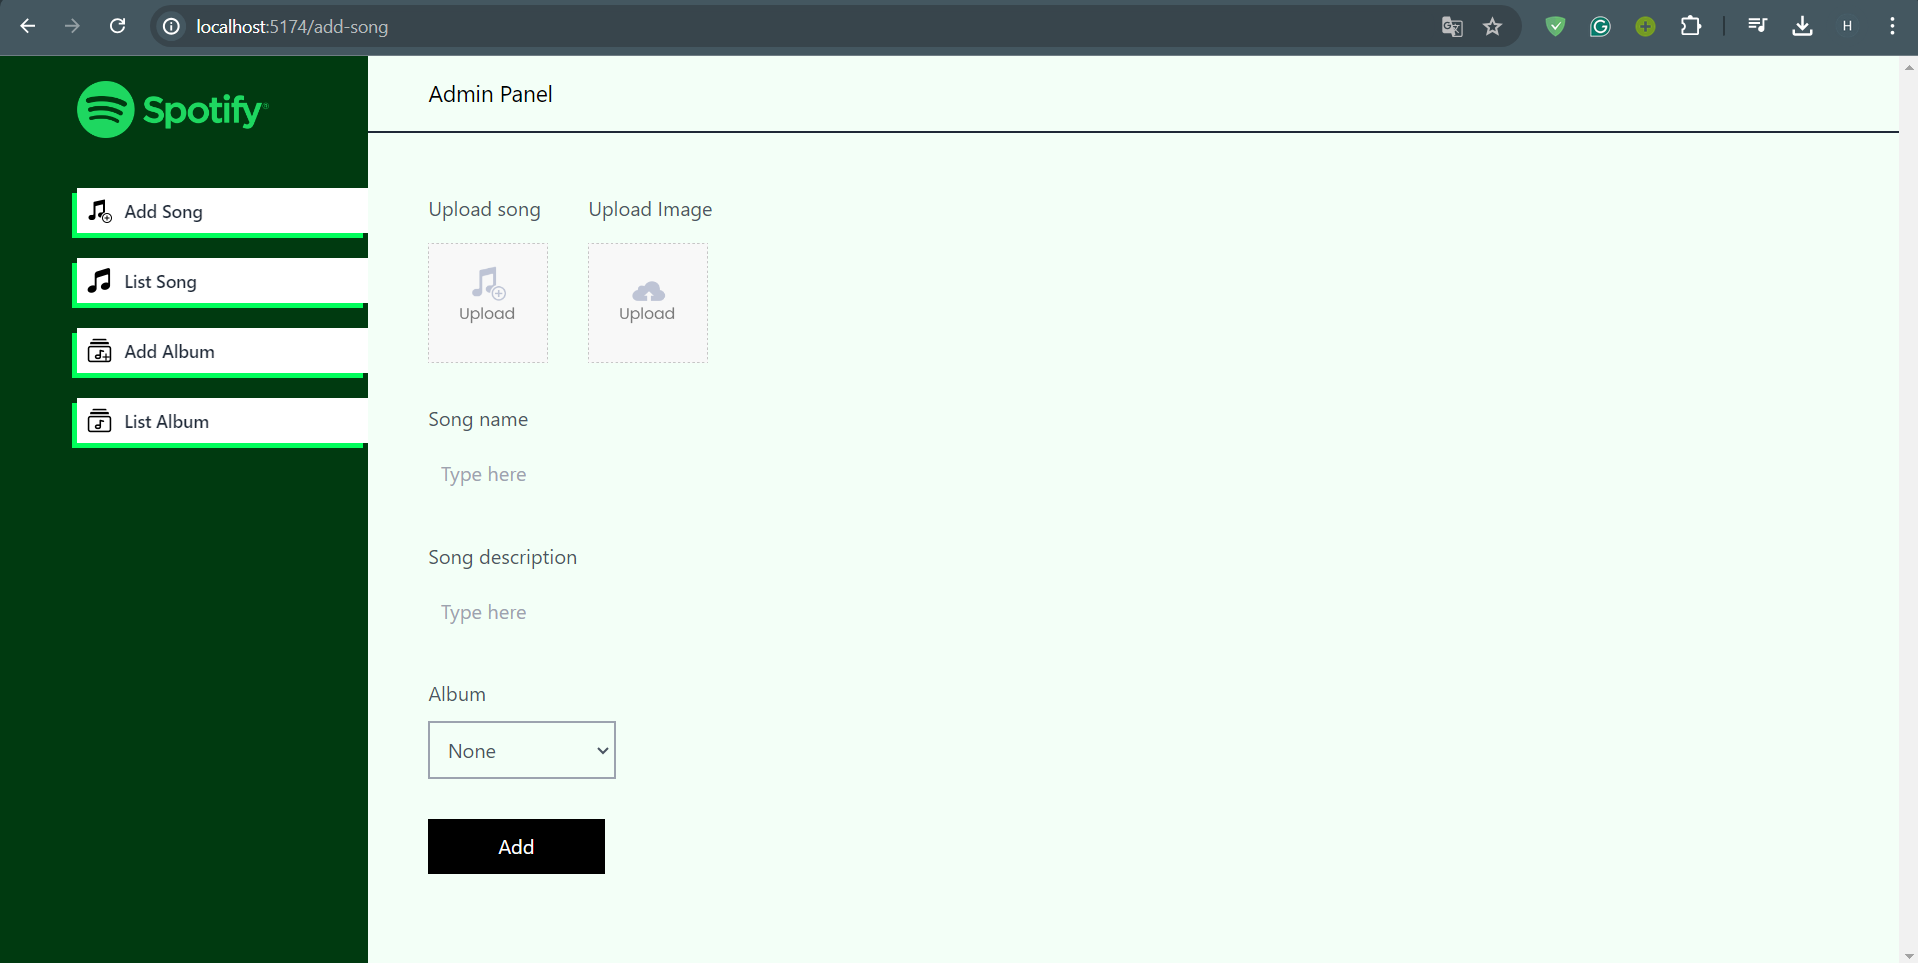 localhost:5174/add-song
H
Spotify®
Admin Panel
Add Song
List Song
Add Album
List Album
Upload song
Upload Image
Upload
Upload
Song name
Type here
Song description
Type here
Album
None
Add